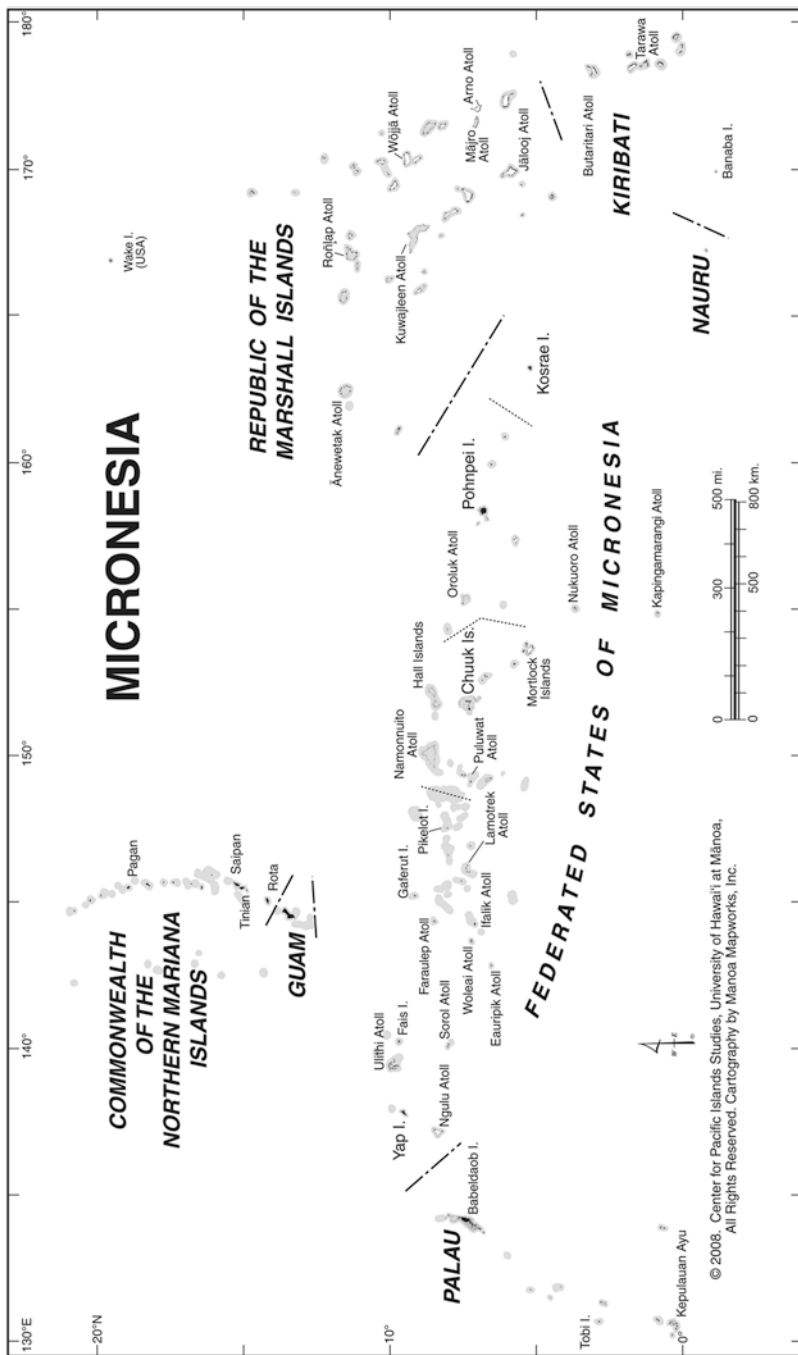 MICRONESIA
130°E
140°
150°
160°
170°
180°
20°N
10°
0°
COMMONWEALTH
OF THE
NORTHERN MARIANA
ISLANDS
Pagan
Saipan
Tinian
Rota
GUAM
Wake I.
(USA)
REPUBLIC OF THE
MARSHALL ISLANDS
Ānewetak Atoll
Roñļap Atoll
Kuwajleen Atoll
Wōjjā Atoll
Mājro
Atoll
Arno Atoll
Jālooj Atoll
PALAU
Babeldaob I.
Tobi I.
Kepulauan Ayu
Yap I.
Ulithi Atoll
Fais I.
Ngulu Atoll
Sorol Atoll
Faraulep Atoll
Gaferut I.
Woleai Atoll
Eauripik Atoll
Ifalik Atoll
Pikelot I.
Lamotrek
Atoll
Namonnuito
Atoll
Puluwat
Atoll
Hall Islands
Chuuk Is.
Mortlock
Islands
Oroluk Atoll
Pohnpei I.
Kosrae I.
Nukuoro Atoll
Kapingamarangi Atoll
FEDERATED STATES OF MICRONESIA
Butaritari Atoll
Tarawa
Atoll
KIRIBATI
Banaba I.
NAURU
0 300 500 mi.
0 500 800 km.
W E
© 2008. Center for Pacific Islands Studies, University of Hawai'i at Mānoa,
All Rights Reserved. Cartography by Manoa Mapworks, Inc.